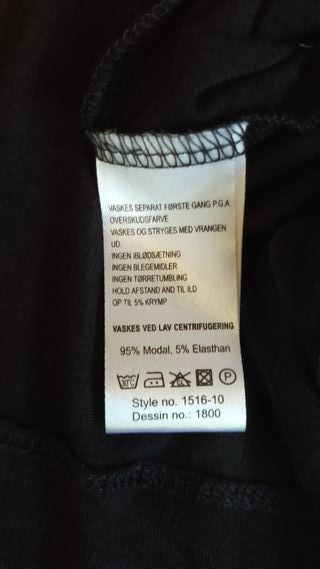 VASKES SEPARAT FØRSTE GANG P.G.A.
OVERSKUDSFARVE
VASKES OG STRYGES MED VRANGEN
UD.
INGEN IBLØDSÆTNING
INGEN BLEGEMIDLER
INGEN TØRRETUMBLING
HOLD AFSTAND AND TIL ILD
OP TIL 5% KRYMP
VASKES VED LAV CENTRIFUGERING
95% Modal, 5% Elasthan
30°C P
Style no. 1516-10
Dessin no.: 1800